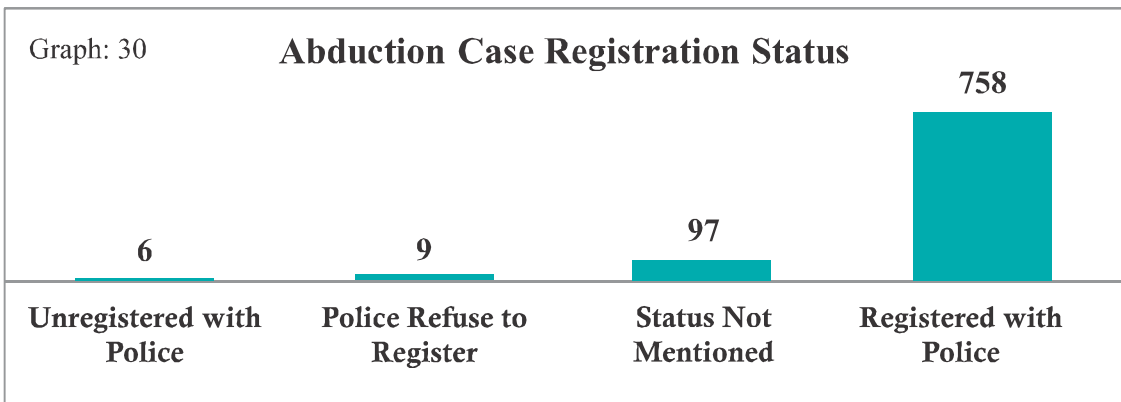 Graph: 30
Abduction Case Registration Status
758
97
9
6
Unregistered with
Police
Police Refuse to
Register
Status Not
Mentioned
Registered with
Police